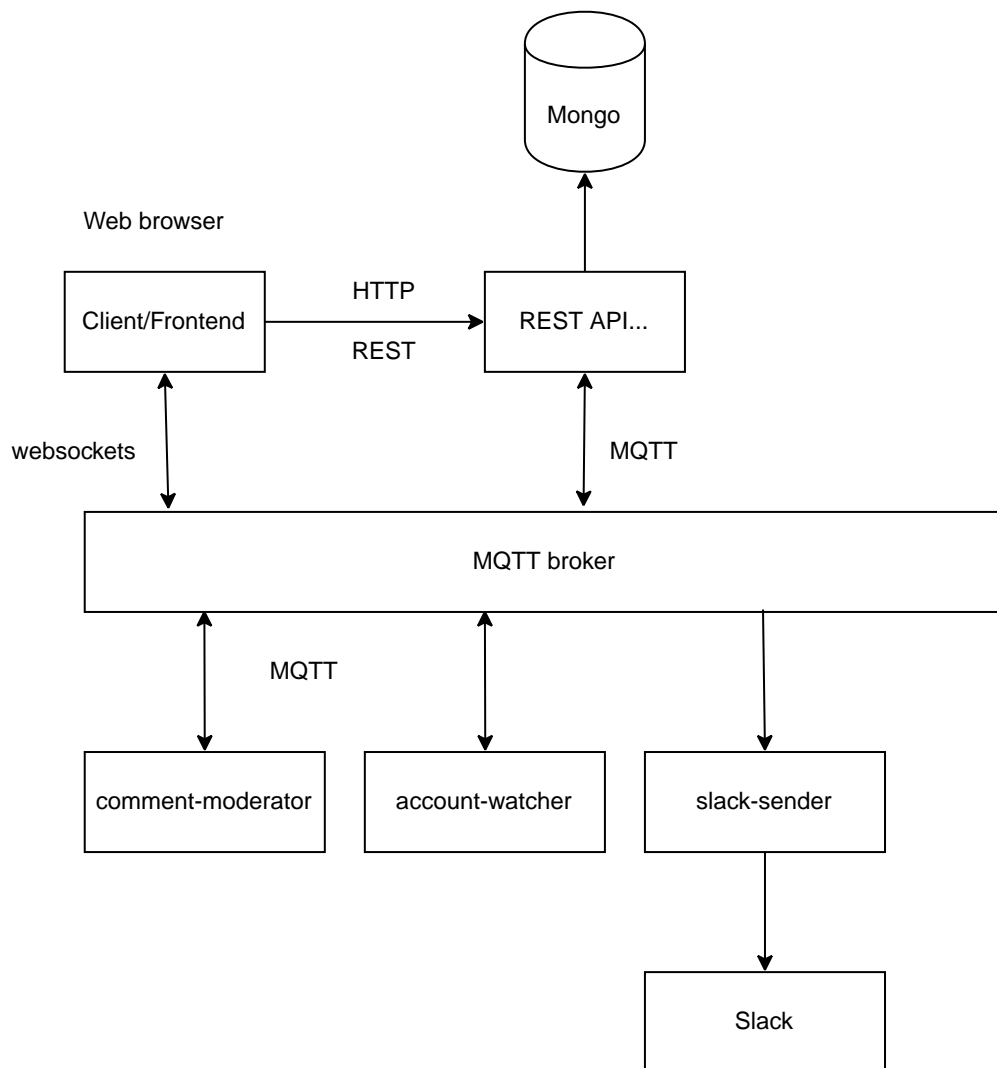 Mongo
Web browser
Client/Frontend
HTTP
REST
REST API...
websockets
MQTT
MQTT broker
MQTT
comment-moderator
account-watcher
slack-sender
Slack